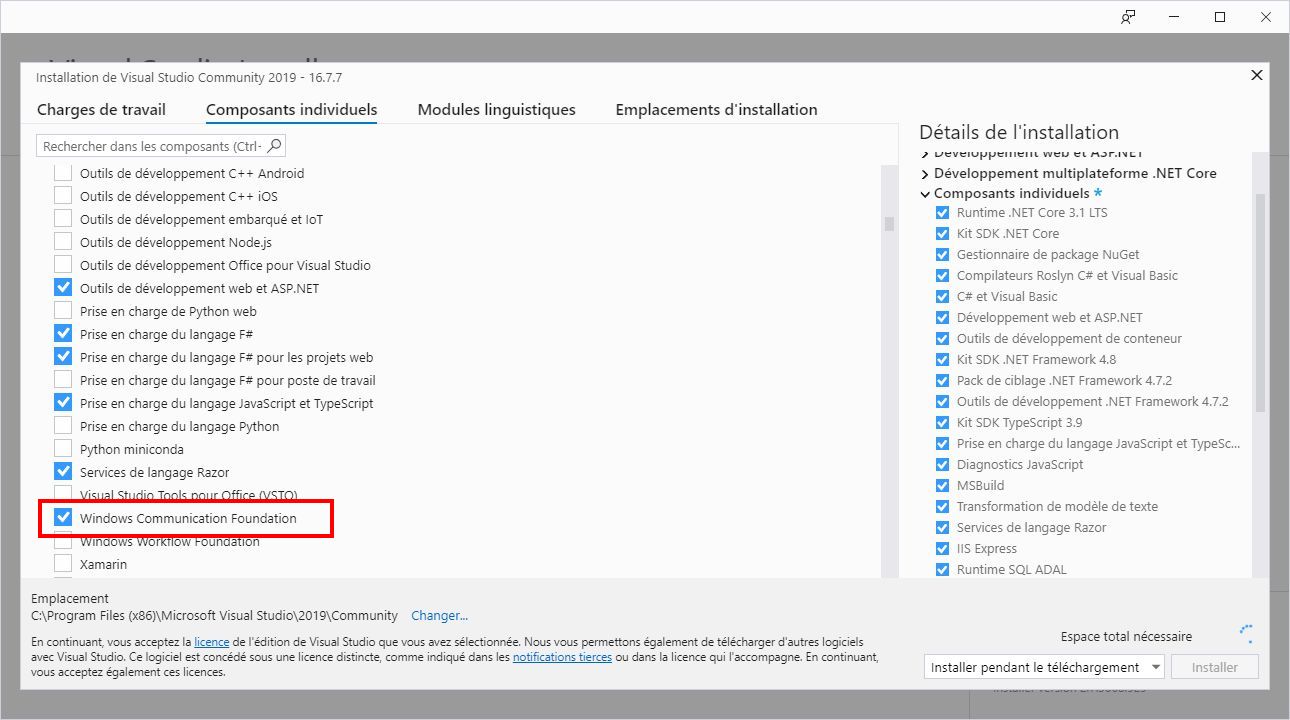 Installation de Visual Studio Community 2019 - 16.7.7
Charges de travail
Composants individuels
Modules linguistiques
Emplacements d'installation
Rechercher dans les composants (Ctrl-
Outils de développement C++ Android
Outils de développement C++ iOS
Outils de développement embarqué et IoT
Outils de développement Node.js
Outils de développement Office pour Visual Studio
Outils de développement web et ASP.NET
Prise en charge de Python web
Prise en charge du langage F#
Prise en charge du langage F# pour les projets web
Prise en charge du langage F# pour poste de travail
Prise en charge du langage JavaScript et TypeScript
Prise en charge du langage Python
Python miniconda
Services de langage Razor
Visual Studio Tools pour Office (VSTO)
Windows Communication Foundation
Windows Workflow Foundation
Xamarin
Détails de l'installation
Développement web et ASP.NET
Développement multiplateforme .NET Core
Composants individuels *
Runtime .NET Core 3.1 LTS
Kit SDK .NET Core
Gestionnaire de package NuGet
Compilateurs Roslyn C# et Visual Basic
C# et Visual Basic
Développement web et ASP.NET
Outils de développement de conteneur
Kit SDK .NET Framework 4.8
Pack de ciblage .NET Framework 4.7.2
Outils de développement .NET Framework 4.7.2
Kit SDK TypeScript 3.9
Prise en charge du langage JavaScript et TypeSc...
Diagnostics JavaScript
MSBuild
Transformation de modèle de texte
Services de langage Razor
IIS Express
Runtime SQL ADAL
Emplacement
C:\Program Files (x86)\Microsoft Visual Studio\2019\Community Changer...
En continuant, vous acceptez la licence de l'édition de Visual Studio que vous avez sélectionnée. Nous vous permettons également de télécharger d'autres logiciels
avec Visual Studio. Ce logiciel est concédé sous une licence distincte, comme indiqué dans les notifications tierces ou dans la licence qui l'accompagne. En continuant,
vous acceptez également ces licences.
Espace total nécessaire
Installer pendant le téléchargement
Installer